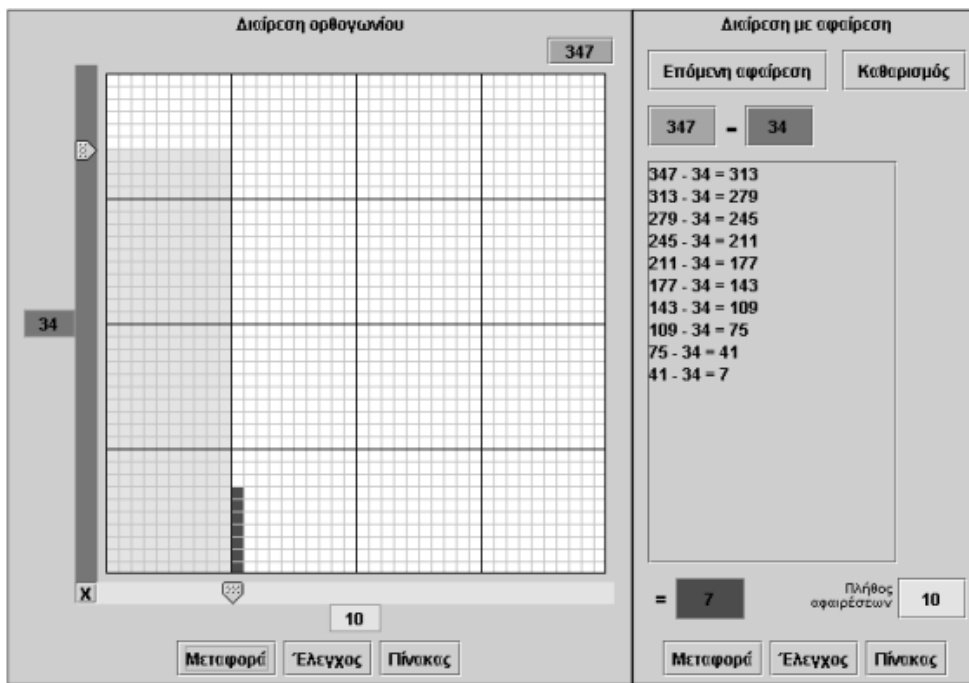 Διαίρεση ορθογωνίου
347
34
X
10
Μεταφορά Έλεγχος Πίνακας
Διαίρεση με αφαίρεση
Επόμενη αφαίρεση Καθαρισμός
347 - 34
347 - 34 = 313
313 - 34 = 279
279 - 34 = 245
245 - 34 = 211
211 - 34 = 177
177 - 34 = 143
143 - 34 = 109
109 - 34 = 75
75 - 34 = 41
41 - 34 = 7
= 7 Πλήθος
αφαιρέσεων 10
Μεταφορά Έλεγχος Πίνακας